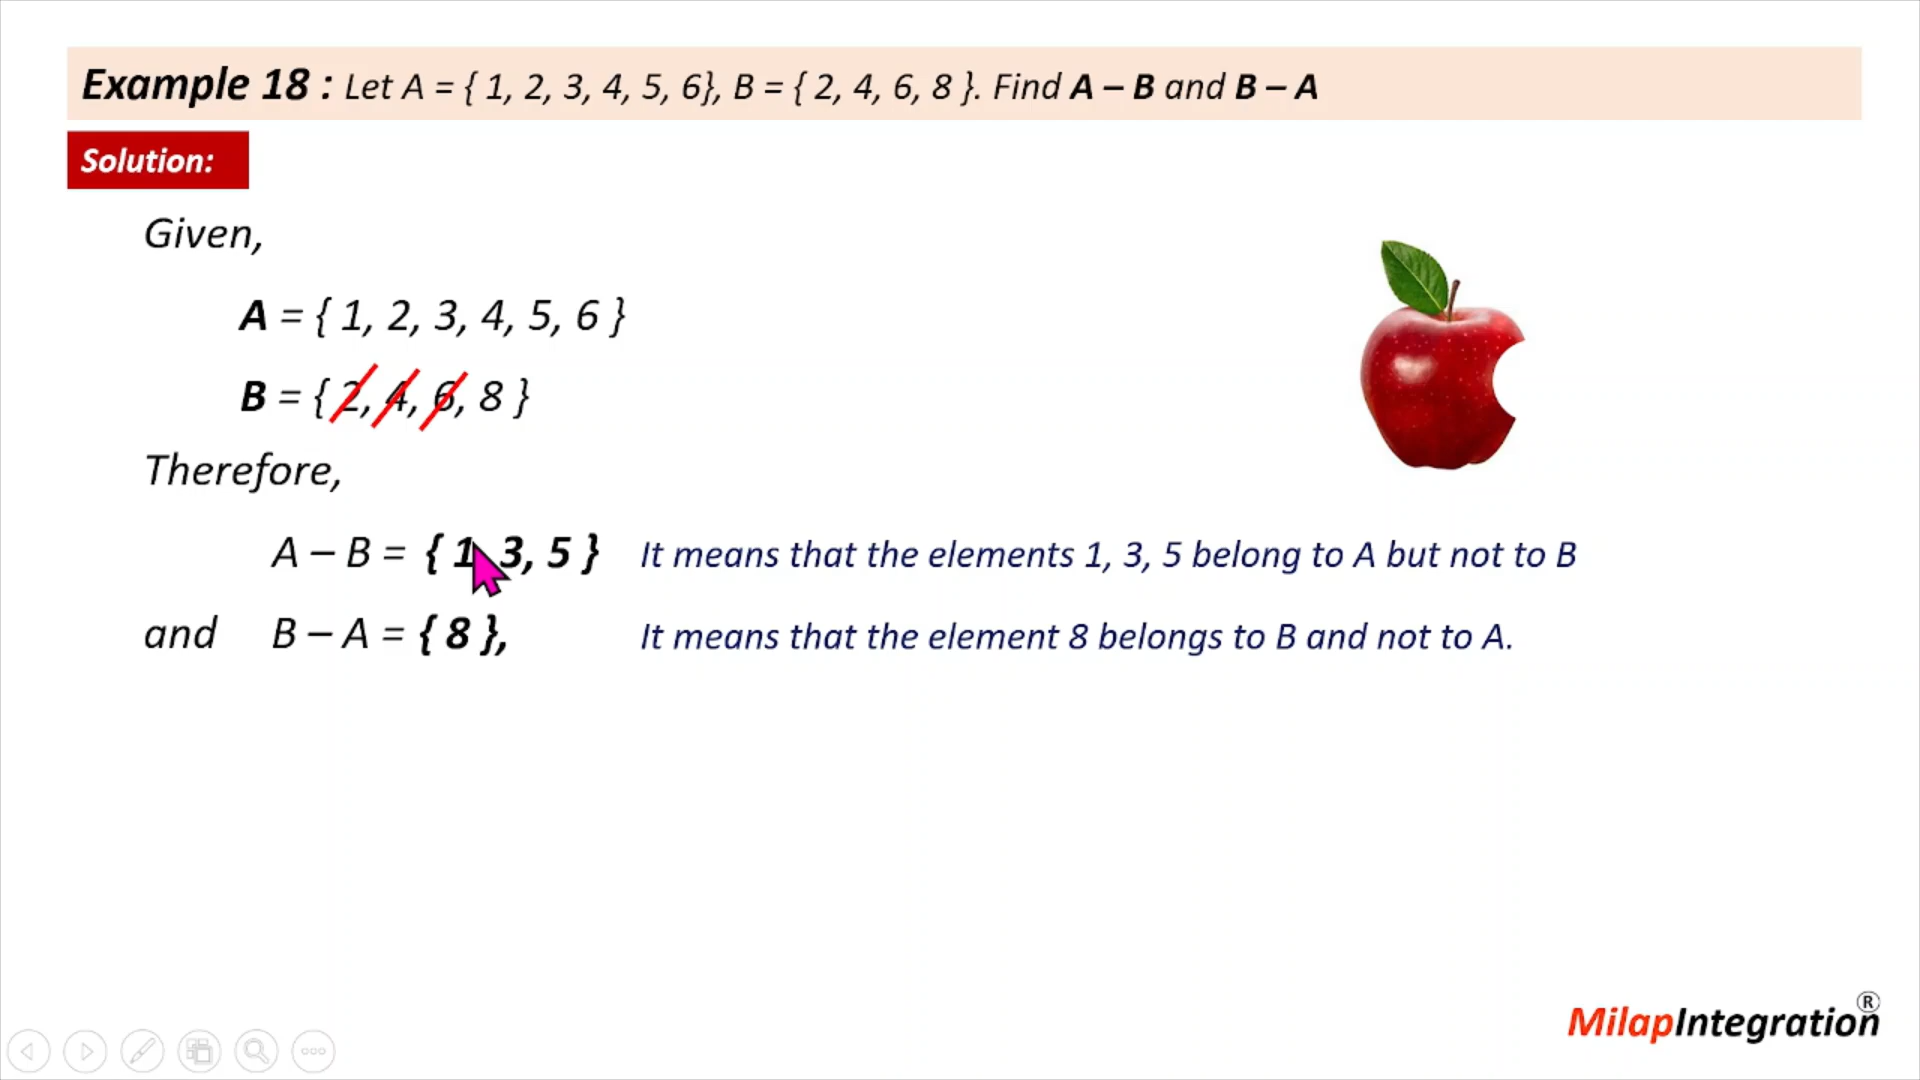 Example 18 : Let A = { 1, 2, 3, 4, 5, 6}, B = { 2, 4, 6, 8 }. Find A – B and B – A
Solution:
Given,
A = { 1, 2, 3, 4, 5, 6 }
B = { 2, 4, 6, 8 }
Therefore,
A – B = { 1, 3, 5 } It means that the elements 1, 3, 5 belong to A but not to B
and B – A = { 8 }, It means that the element 8 belongs to B and not to A.
MilapIntegration®